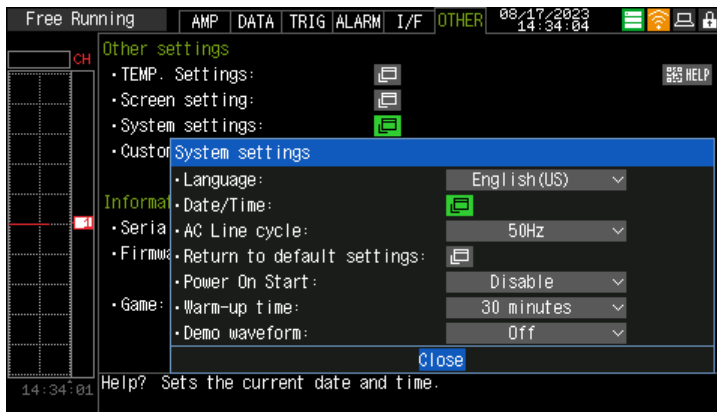 Free Running AMP DATA TRIG ALARM I/F OTHER 08/17/2023 14:34:04
CH
Other settings
・TEMP. Settings:
HELP
・Screen setting:
・System settings:
・Custom
System settings
・Language: English(US)
・Date/Time:
・AC Line cycle: 50Hz
・Return to default settings:
・Power On Start: Disable
・Warm-up time: 30 minutes
・Demo waveform: Off
Close
Informat
1
・Seria
・Firmwa
・Game:
14:34:01
Help? Sets the current date and time.